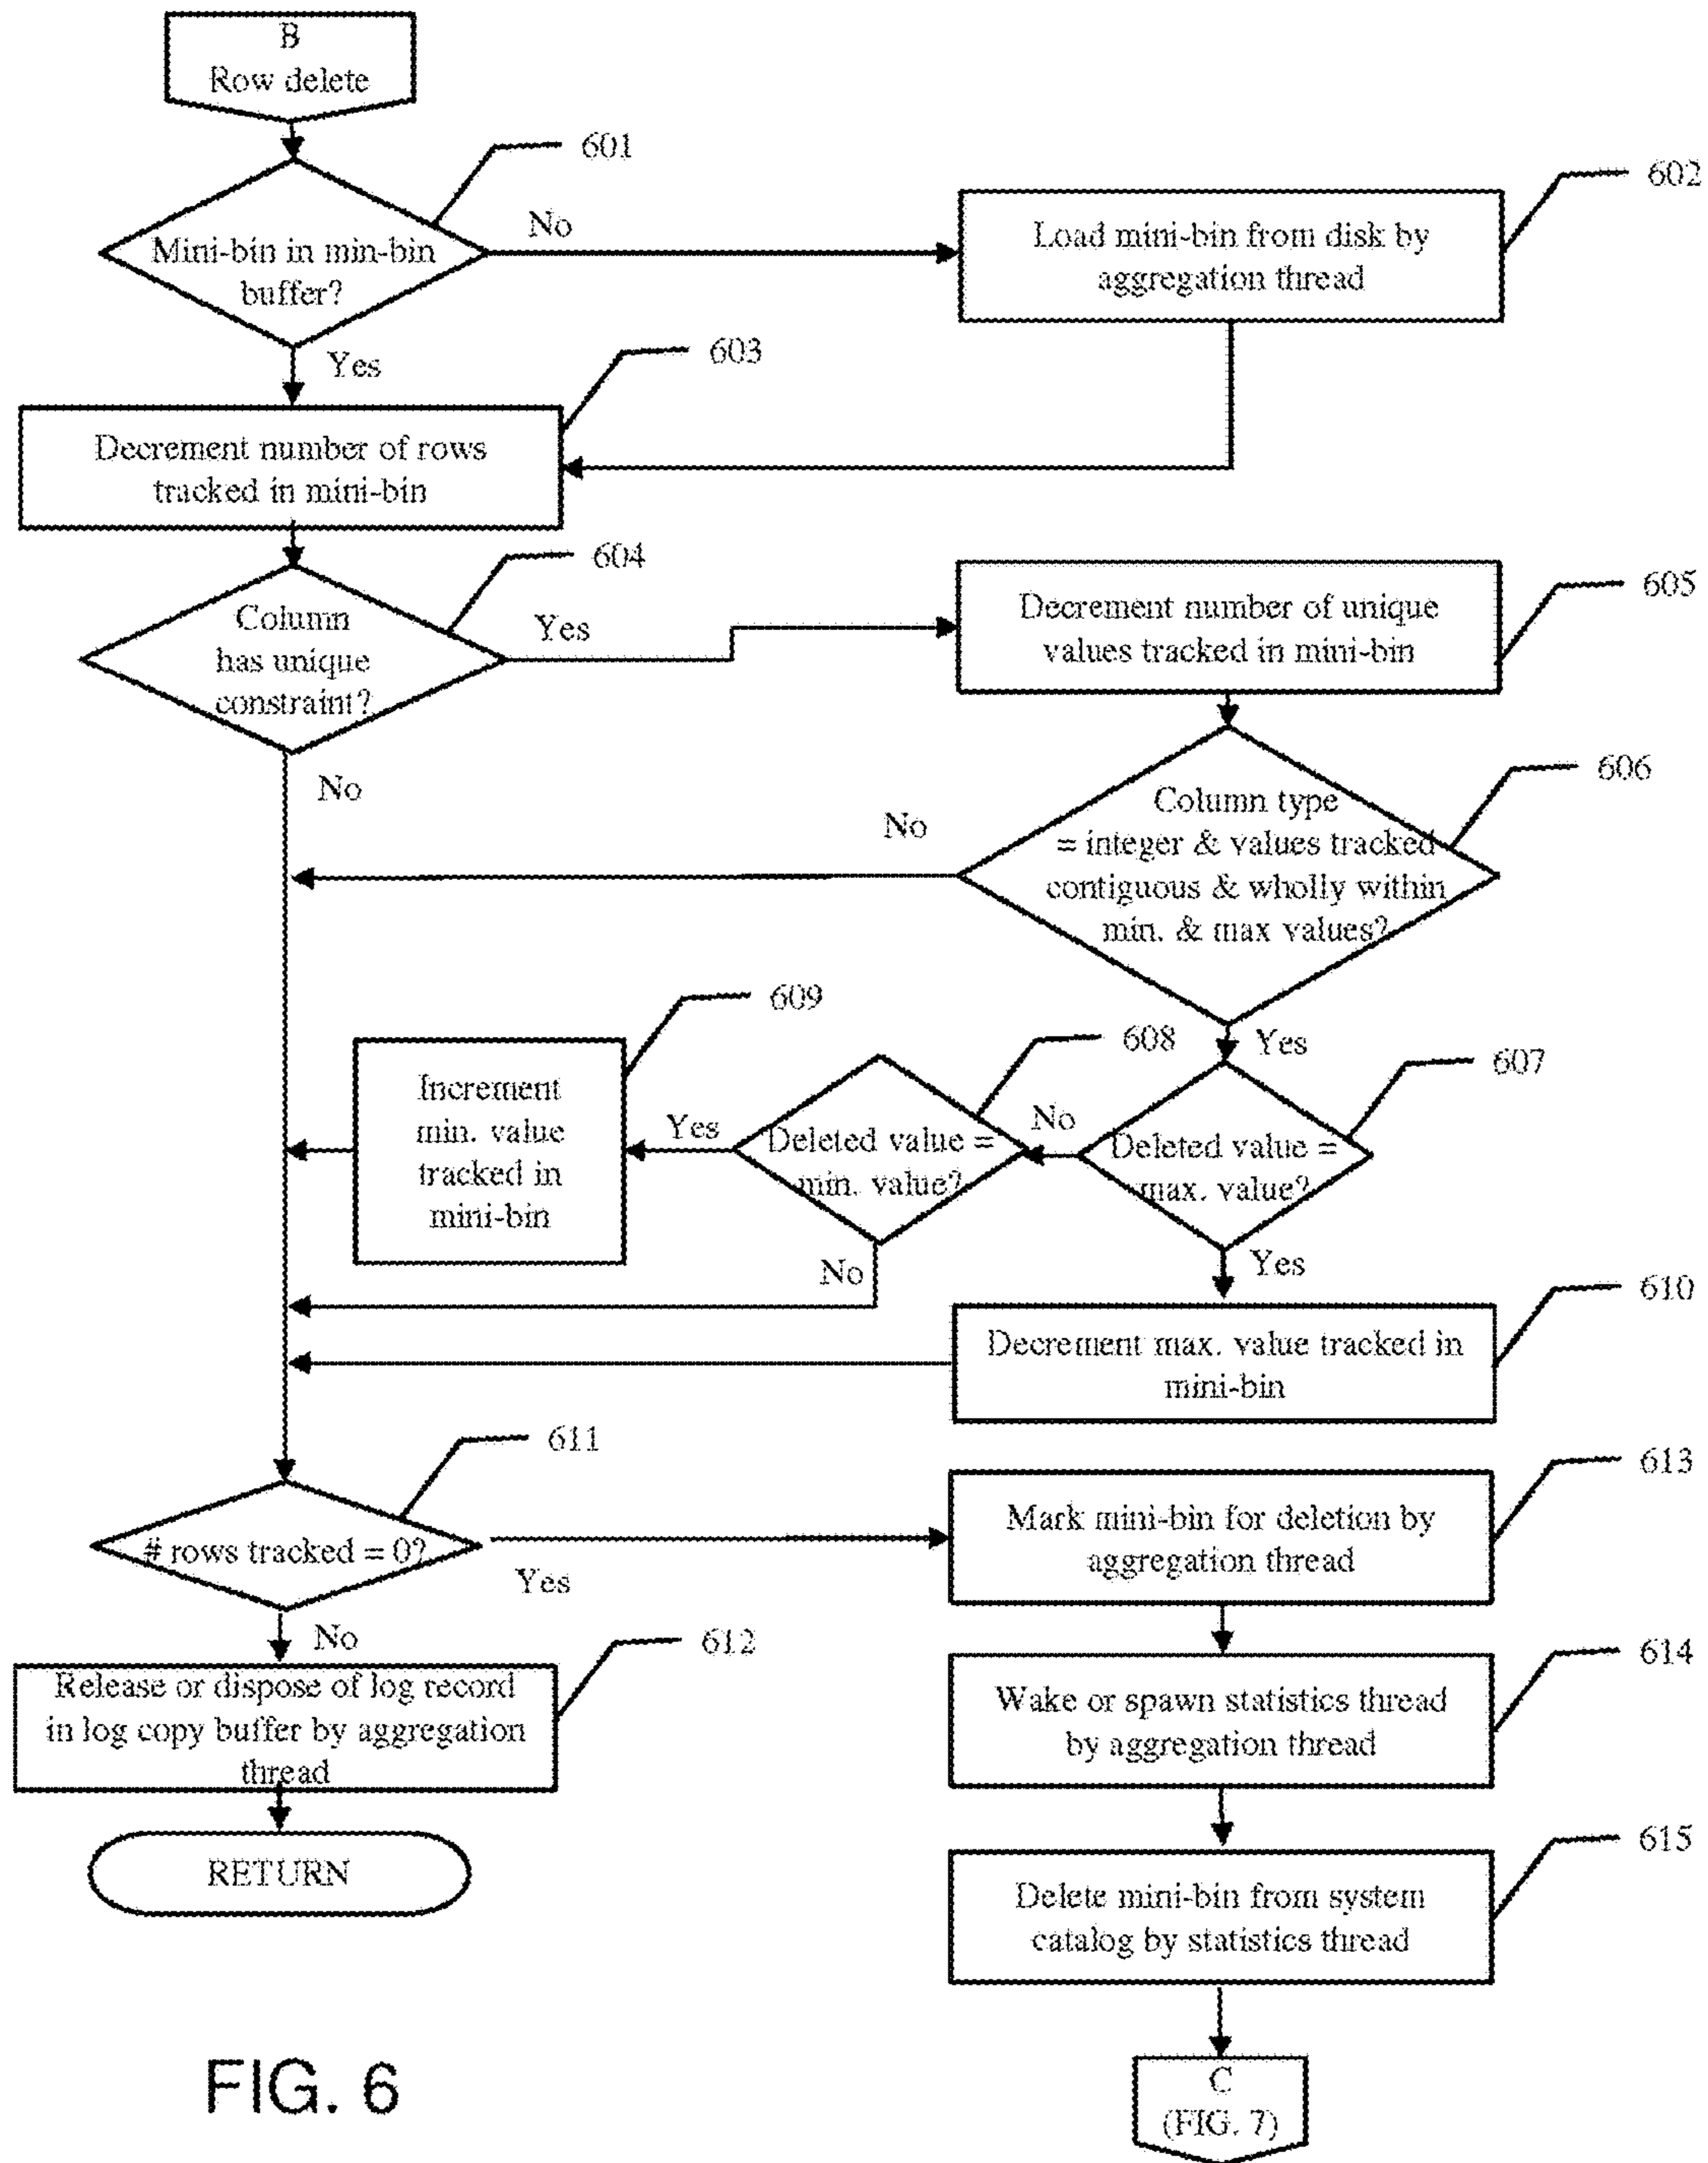 B
Row delete
601
No
602
Mini-bin in min-bin
buffer?
Load mini-bin from disk by
aggregation thread
Yes
603
Decrement number of rows
tracked in mini-bin
604
Column
has unique
constraint?
Yes
605
Decrement number of unique
values tracked in mini-bin
No
606
Column type
= integer & values tracked
contiguous & wholly within
min. & max values?
No
Yes
609
608
607
Increment
min. value
tracked in
mini-bin
Yes
Deleted value =
min. value?
No
Deleted value =
max. value?
No
Yes
610
Decrement max. value tracked in
mini-bin
611
# rows tracked = 0?
Yes
613
Mark mini-bin for deletion by
aggregation thread
No
612
Release or dispose of log record
in log copy buffer by aggregation
thread
614
Wake or spawn statistics thread
by aggregation thread
RETURN
615
Delete mini-bin from system
catalog by statistics thread
C
(FIG. 7)
FIG. 6